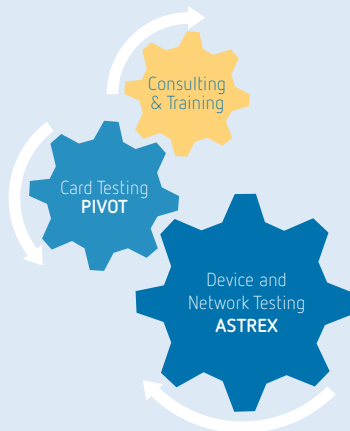 Consulting
& Training
Card Testing
PIVOT
Device and
Network Testing
ASTREX